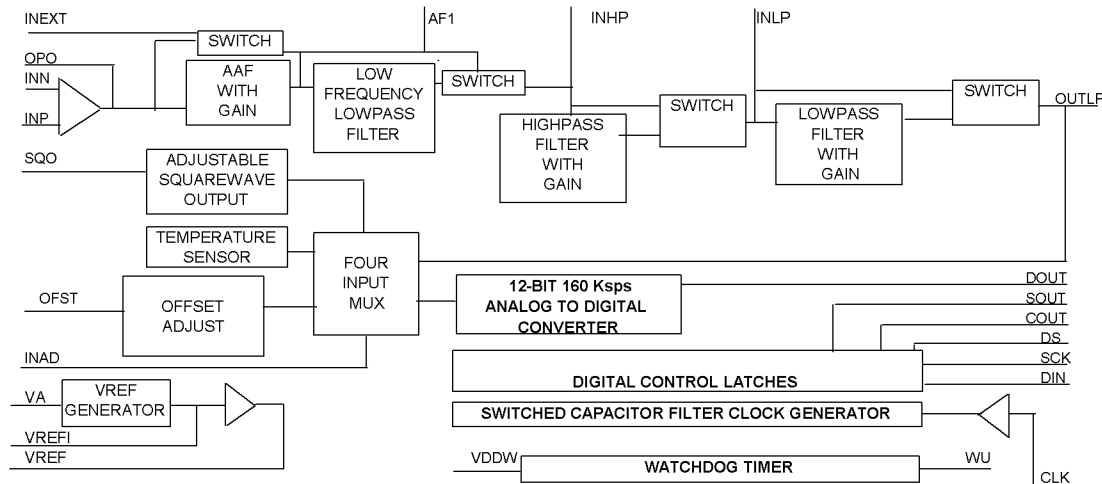 INEXT
AF1
INHP
INLP
SWITCH
OPO
INN
INP
AAF
WITH
GAIN
LOW
FREQUENCY
LOWPASS
FILTER
SWITCH
HIGHPASS
FILTER
WITH
GAIN
SWITCH
LOWPASS
FILTER
WITH
GAIN
SWITCH
OUTLP
SQO
ADJUSTABLE
SQUAREWAVE
OUTPUT
TEMPERATURE
SENSOR
FOUR
INPUT
MUX
OFST
OFFSET
ADJUST
12-BIT 160 Ksps
ANALOG TO DIGITAL
CONVERTER
DOUT
SOUT
COUT
DS
SCK
DIN
INAD
DIGITAL CONTROL LATCHES
VA
VREF
GENERATOR
VREFI
VREF
SWITCHED CAPACITOR FILTER CLOCK GENERATOR
VDDW
WATCHDOG TIMER
WU
CLK